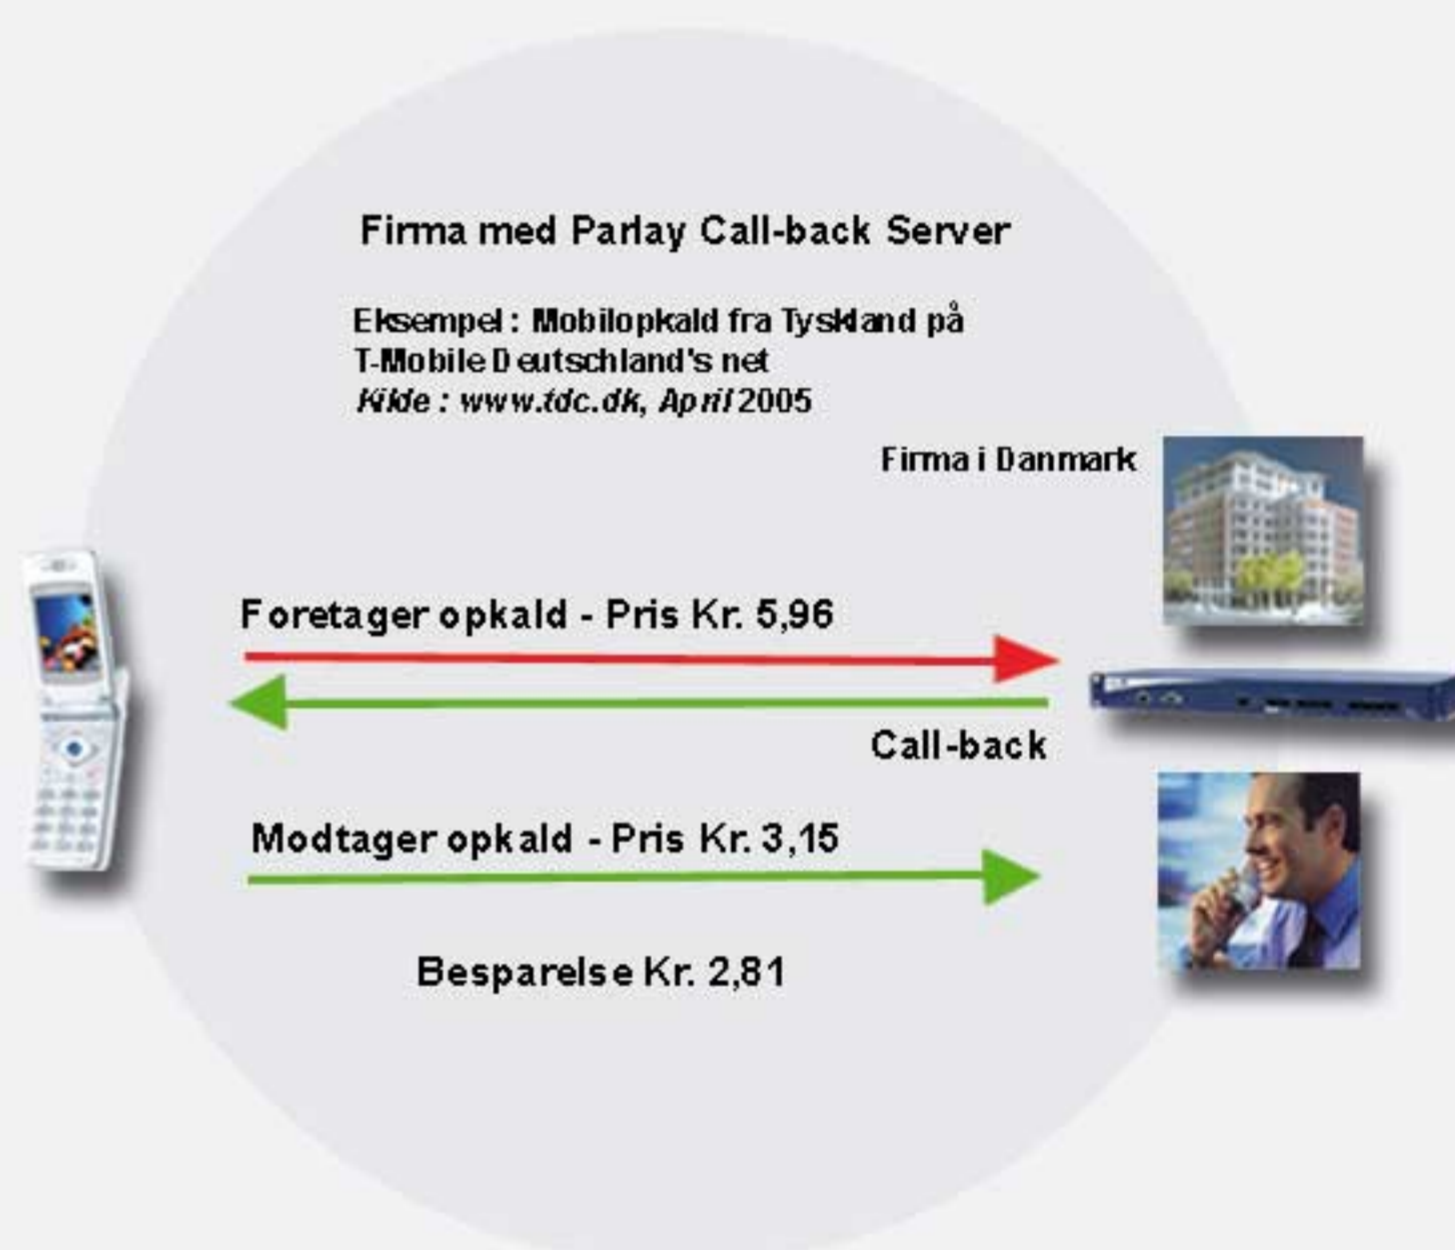 Firma med Parlay Call-back Server
Eksempel : Mobilopkald fra Tyskland på
T-Mobile Deutschland's net
Kilde : www.tdc.dk, April 2005
Firma i Danmark
Foretager opkald - Pris Kr. 5,96
Call-back
Modtager opkald - Pris Kr. 3,15
Besparelse Kr. 2,81